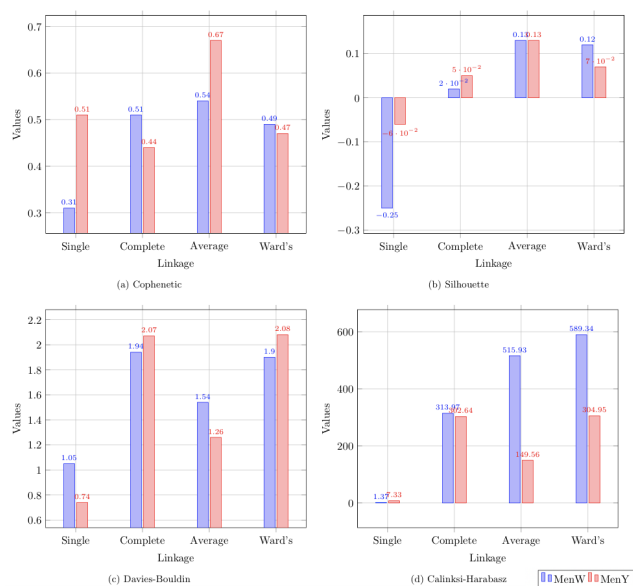 0.7
0.6
0.5
0.4
0.3
Values
0.31
0.51
0.54
0.49
0.51
0.44
0.67
0.47
Single
Complete
Average
Ward's
Linkage
(a) Cophenetic
0.1
0
−0.1
−0.2
−0.3
Values
−0.25
2 · 10−2
0.13
0.12
−6 · 10−2
5 · 10−2
0.13
7 · 10−2
Single
Complete
Average
Ward's
Linkage
(b) Silhouette
2.2
2
1.8
1.6
1.4
1.2
1
0.8
0.6
Values
1.05
1.94
1.54
1.9
0.74
2.07
1.26
2.08
Single
Complete
Average
Ward's
Linkage
(c) Davies-Bouldin
600
400
200
0
Values
1.37
313.97
515.93
589.34
7.33
302.64
149.56
304.95
Single
Complete
Average
Ward's
Linkage
(d) Calinksi-Harabasz
MenW
MenY